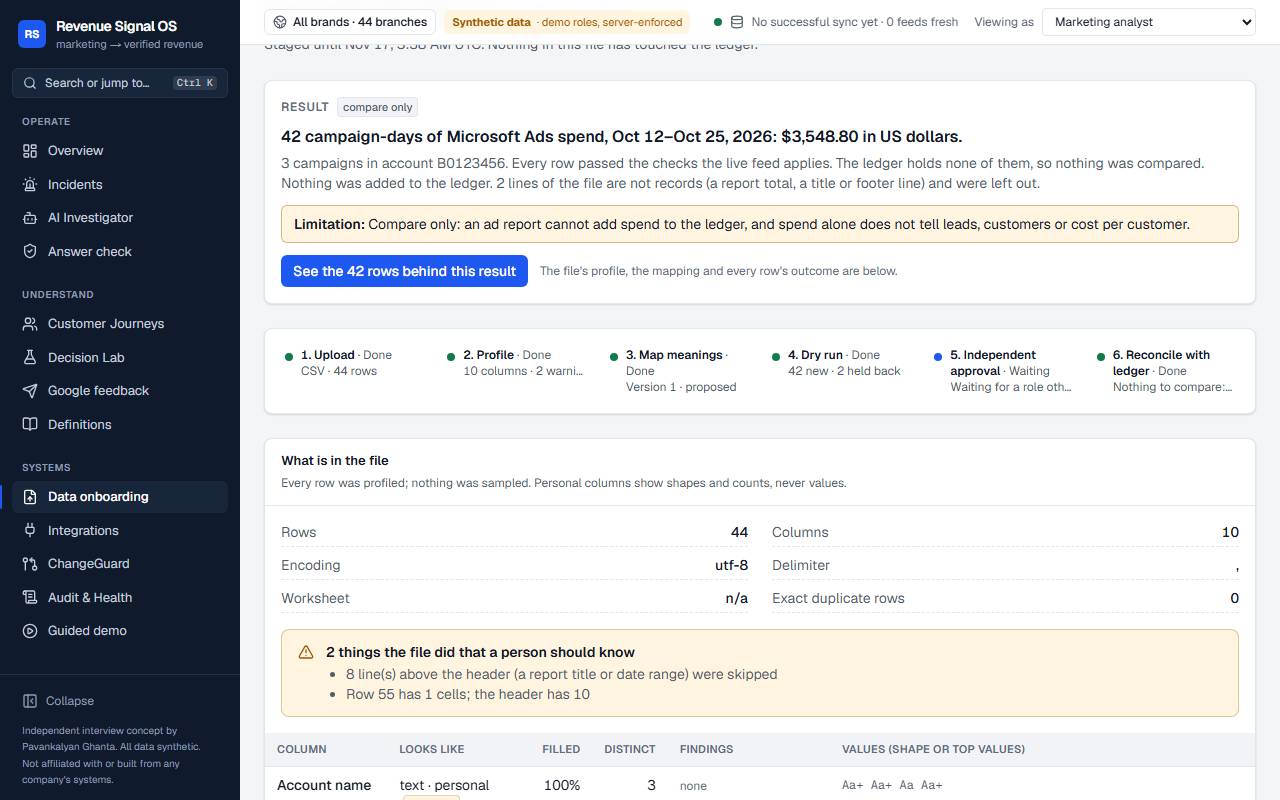 RS
Revenue Signal OS
marketing → verified revenue
Search or jump to…
Ctrl K
OPERATE
Overview
Incidents
AI Investigator
Answer check
UNDERSTAND
Customer Journeys
Decision Lab
Google feedback
Definitions
SYSTEMS
Data onboarding
Integrations
ChangeGuard
Audit & Health
Guided demo
Collapse
Independent interview concept by
Pavankalyan Ghanta. All data synthetic.
Not affiliated with or built from any
company's systems.
All brands · 44 branches
Synthetic data · demo roles, server-enforced
No successful sync yet · 0 feeds fresh
Viewing as
Marketing analyst
Staged until Nov 17, 5:38 AM UTC. Nothing in this file has touched the ledger.
RESULT compare only
42 campaign-days of Microsoft Ads spend, Oct 12–Oct 25, 2026: $3,548.80 in US dollars.
3 campaigns in account B0123456. Every row passed the checks the live feed applies. The ledger holds none of them, so nothing was compared.
Nothing was added to the ledger. 2 lines of the file are not records (a report total, a title or footer line) and were left out.
Limitation: Compare only: an ad report cannot add spend to the ledger, and spend alone does not tell leads, customers or cost per customer.
See the 42 rows behind this result
The file's profile, the mapping and every row's outcome are below.
1. Upload · Done
CSV · 44 rows
2. Profile · Done
10 columns · 2 warni…
3. Map meanings ·
Done
Version 1 · proposed
4. Dry run · Done
42 new · 2 held back
5. Independent
approval · Waiting
Waiting for a role oth…
6. Reconcile with
ledger · Done
Nothing to compare:…
What is in the file
Every row was profiled; nothing was sampled. Personal columns show shapes and counts, never values.
Rows 44
Columns 10
Encoding utf-8
Delimiter ,
Worksheet n/a
Exact duplicate rows 0
2 things the file did that a person should know
• 8 line(s) above the header (a report title or date range) were skipped
• Row 55 has 1 cells; the header has 10
COLUMN LOOKS LIKE FILLED DISTINCT FINDINGS VALUES (SHAPE OR TOP VALUES)
Account name text · personal 100% 3 none Aa+ Aa+ Aa Aa+